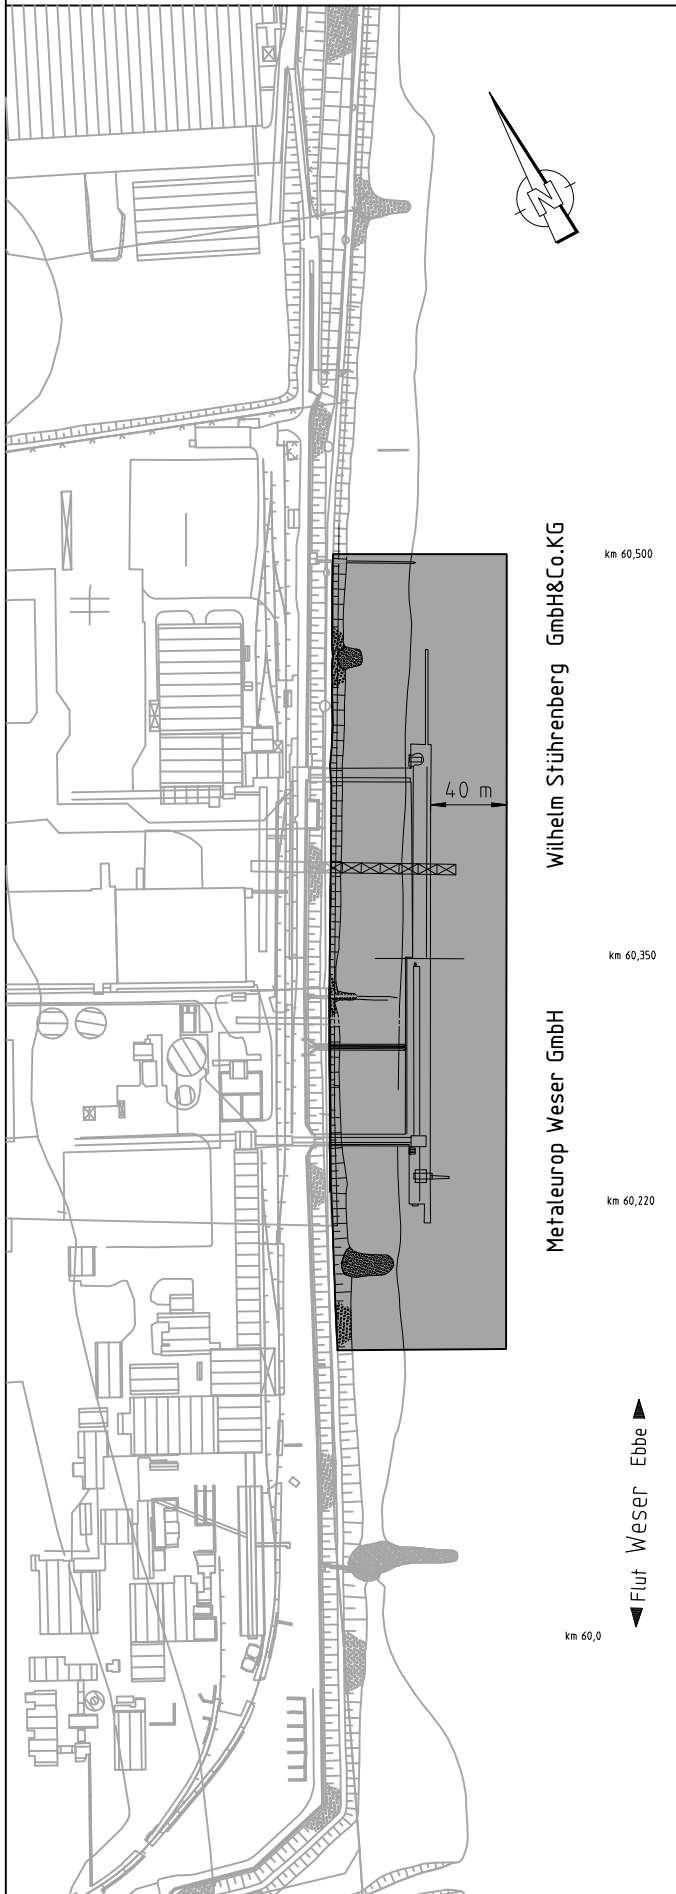 N
km 60,500
Wilhelm Stührenberg GmbH&Co.KG
40 m
km 60,350
Metaleurop Weser GmbH
km 60,220
Flut Weser Ebbe
km 60,0